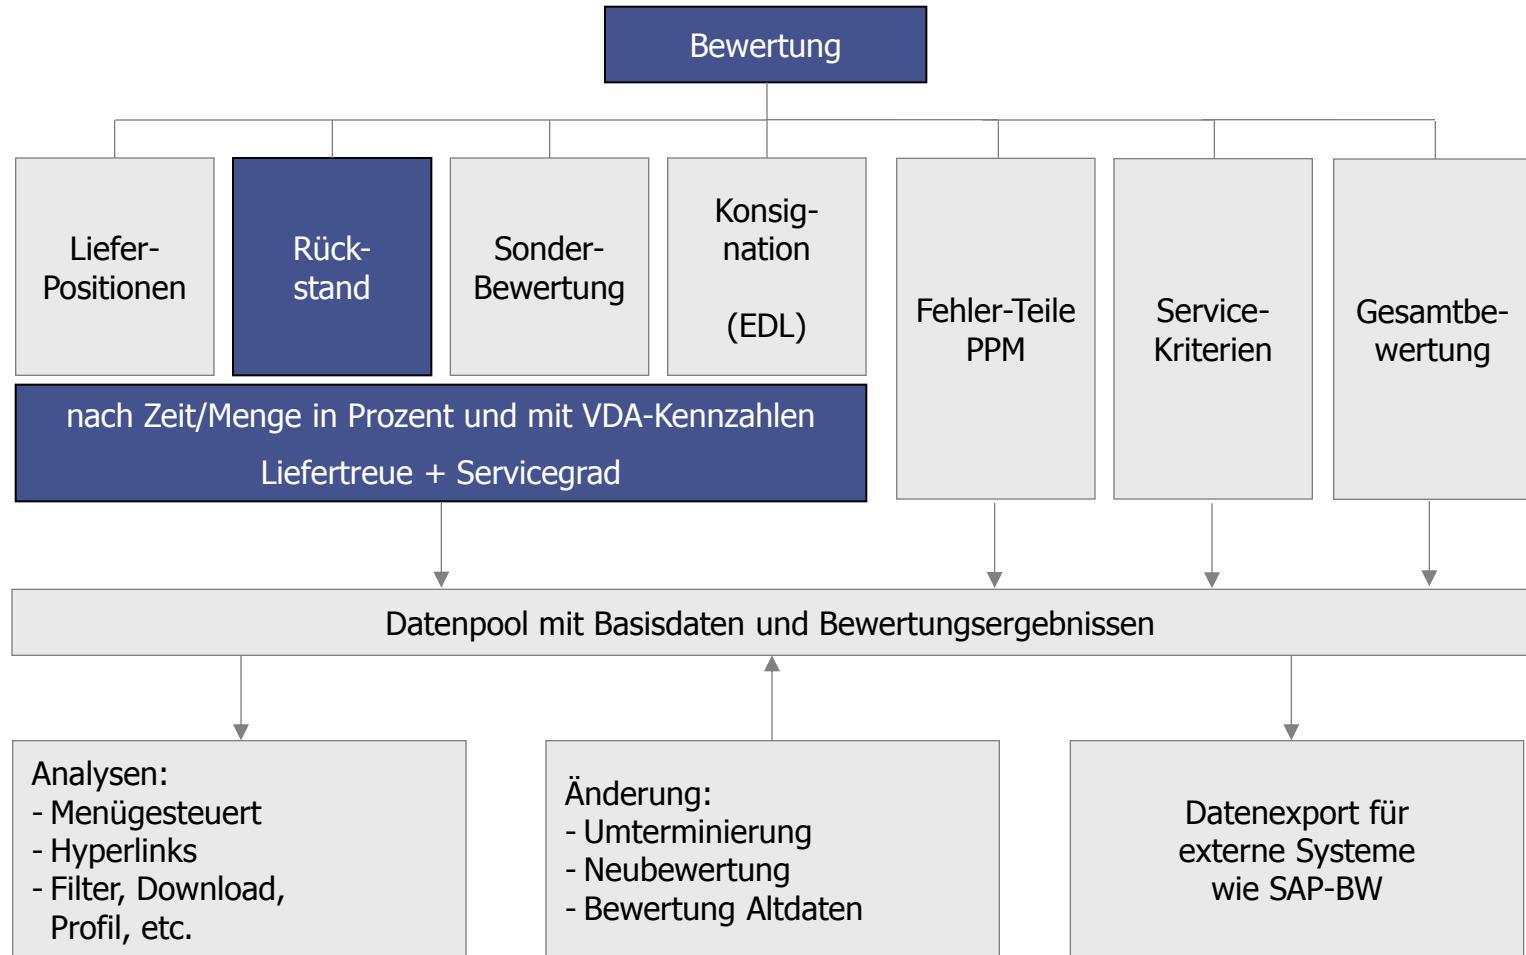 Bewertung
Liefer-
Positionen
Rück-
stand
Sonder-
Bewertung
Konsig-
nation
(EDL)
Fehler-Teile
PPM
Service-
Kriterien
Gesamtbe-
wertung
nach Zeit/Menge in Prozent und mit VDA-Kennzahlen
Liefertreue + Servicegrad
Datenpool mit Basisdaten und Bewertungsergebnissen
Analysen:
- Menügesteuert
- Hyperlinks
- Filter, Download,
Profil, etc.
Änderung:
- Umterminierung
- Neubewertung
- Bewertung Altdaten
Datenexport für
externe Systeme
wie SAP-BW